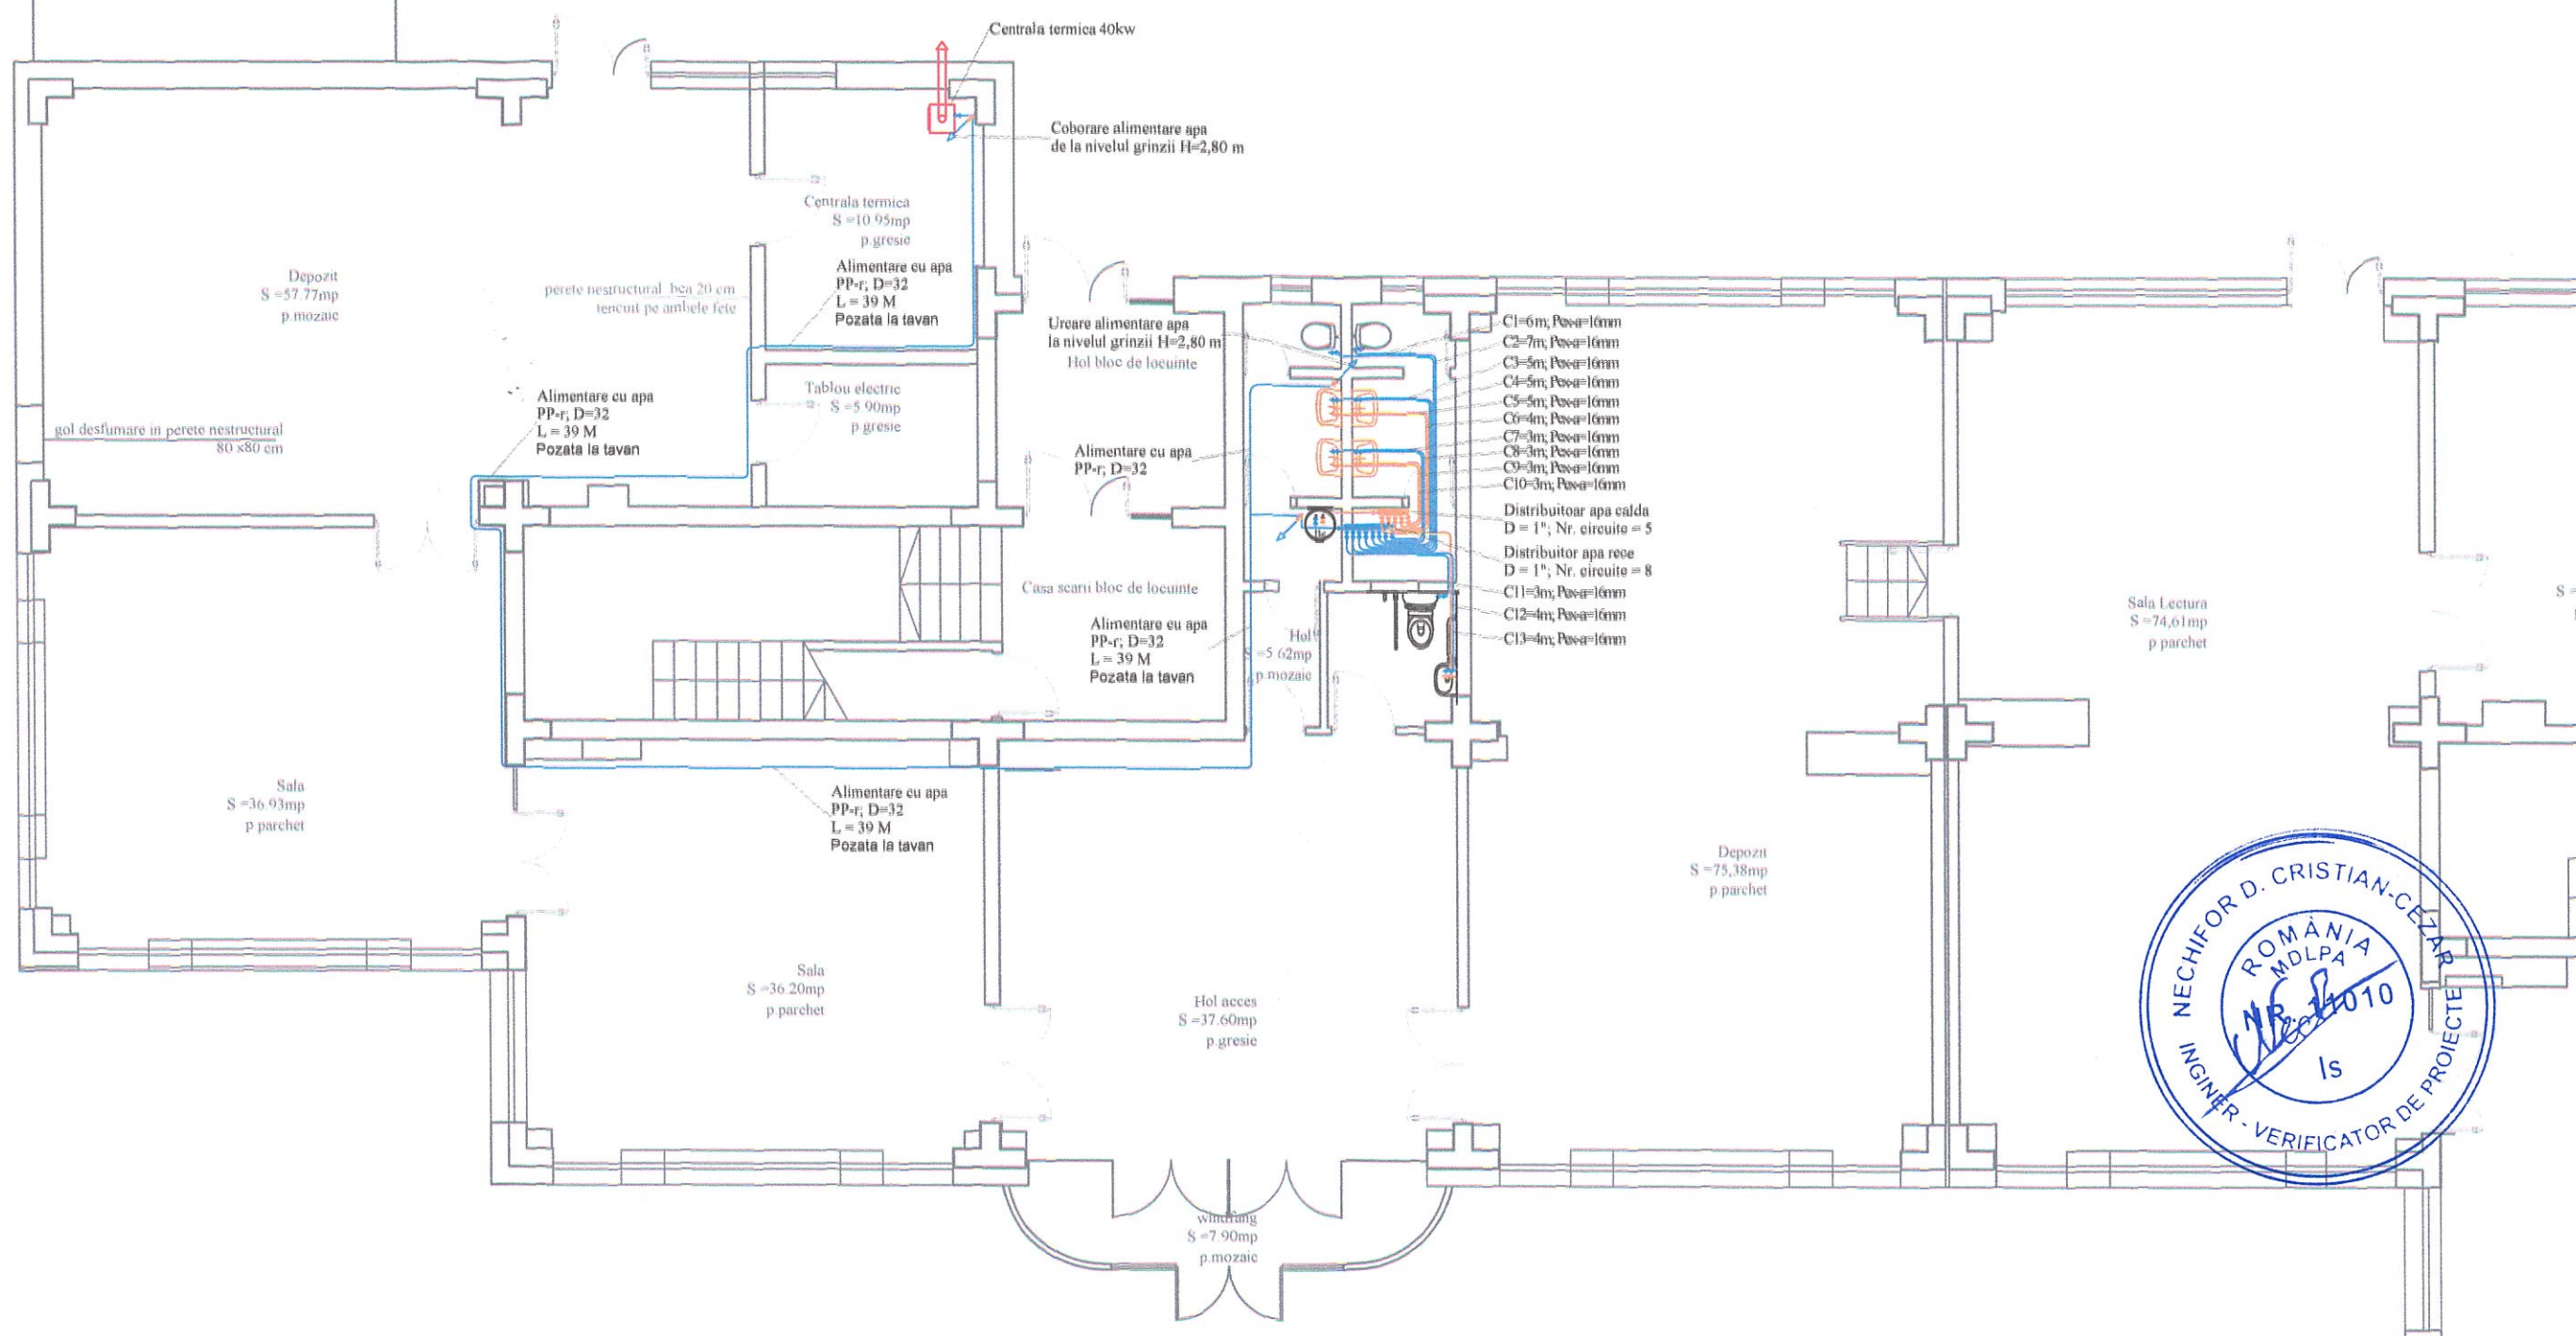 Centrala termica 40kw
Coborare alimentare apa
de la nivelul grinzii H=2,80 m
Centrala termica
S =10.95mp
p.gresie
Depozit
S =57.77mp
p.mozaic
perete nestructural bca 20 cm
tencuit pe ambele fete
Alimentare cu apa
PP-r; D=32
L = 39 M
Pozata la tavan
Urcare alimentare apa
la nivelul grinzii H=2,80 m
Hol bloc de locuinte
C1=6m; Pex-a=16mm
C2=7m; Pex-a=16mm
C3=5m; Pex-a=16mm
C4=5m; Pex-a=16mm
C5=5m; Pex-a=16mm
C6=4m; Pex-a=16mm
C7=3m; Pex-a=16mm
C8=3m; Pex-a=16mm
C9=3m; Pex-a=16mm
C10=3m; Pex-a=16mm
Distribuitoar apa calda
D = 1"; Nr. circuite = 5
Distribuitor apa rece
D = 1"; Nr. circuite = 8
C11=3m; Pex-a=16mm
C12=4m; Pex-a=16mm
C13=4m; Pex-a=16mm
Tablou electric
S =5.90mp
p gresie
Alimentare cu apa
PP-r; D=32
L = 39 M
Pozata la tavan
gol desfumare in perete nestructural
80 x80 cm
Alimentare cu apa
PP-r; D=32
Casa scarii bloc de locuinte
Alimentare cu apa
PP-r; D=32
L = 39 M
Pozata la tavan
Hol
S =5.62mp
p.mozaic
Sala Lectura
S =74,61mp
p parchet
S =
Sala
S =36.93mp
p parchet
Alimentare cu apa
PP-r; D=32
L = 39 M
Pozata la tavan
Depozit
S =75,38mp
p.parchet
Sala
S =36.20mp
p parchet
Hol acces
S =37.60mp
p.gresie
windfang
S =7.90mp
p.mozaic
NECHIFOR D. CRISTIAN-CEZAR
ROMÂNIA
MDLPA
NR. 11010
Is
INGINER - VERIFICATOR DE PROIECTE